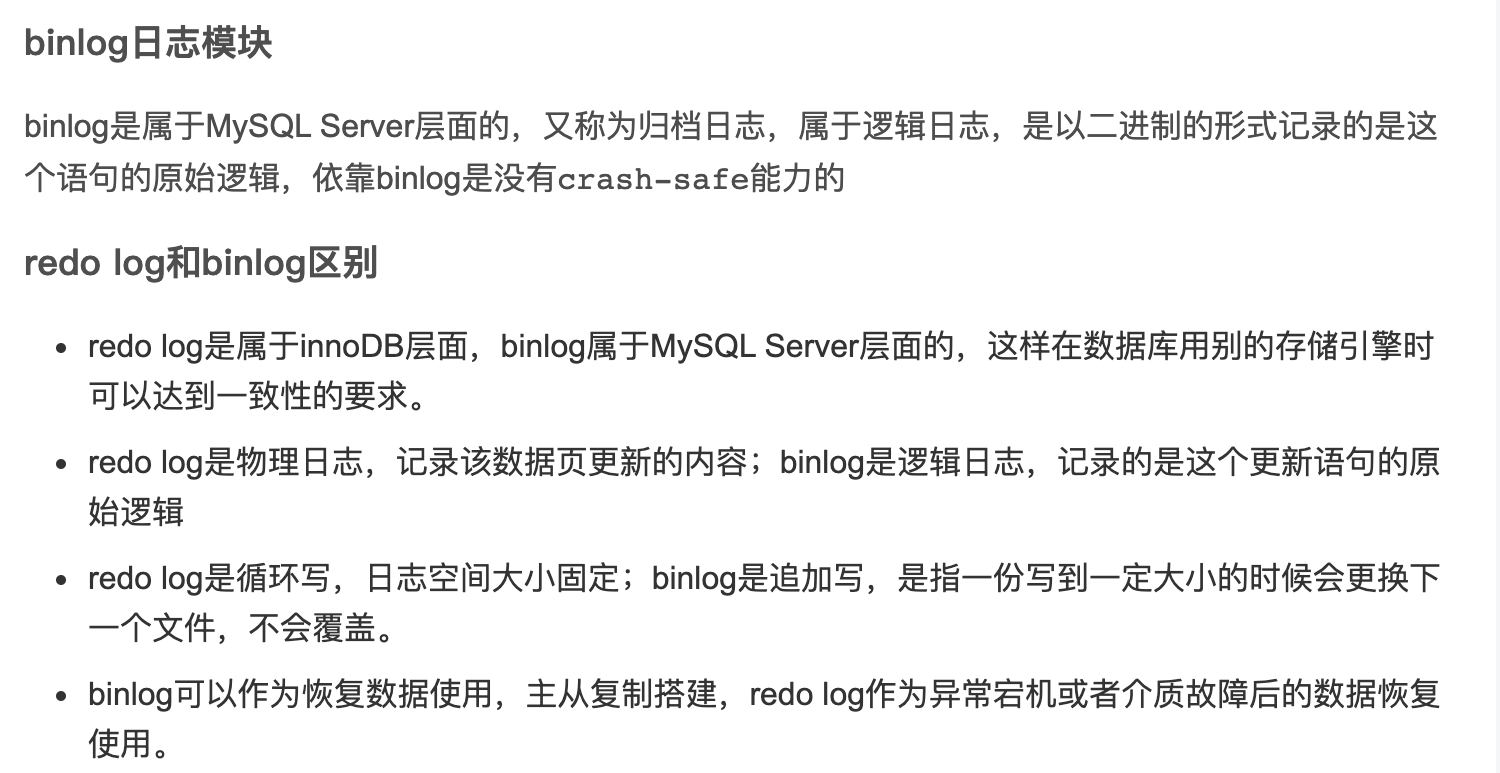 binlog日志模块
binlog是属于MySQL Server层面的，又称为归档日志，属于逻辑日志，是以二进制的形式记录的是这
个语句的原始逻辑，依靠binlog是没有crash-safe能力的
redo log和binlog区别
• redo log是属于innoDB层面，binlog属于MySQL Server层面的，这样在数据库用别的存储引擎时
可以达到一致性的要求。
• redo log是物理日志，记录该数据页更新的内容；binlog是逻辑日志，记录的是这个更新语句的原
始逻辑
• redo log是循环写，日志空间大小固定；binlog是追加写，是指一份写到一定大小的时候会更换下
一个文件，不会覆盖。
• binlog可以作为恢复数据使用，主从复制搭建，redo log作为异常宕机或者介质故障后的数据恢复
使用。